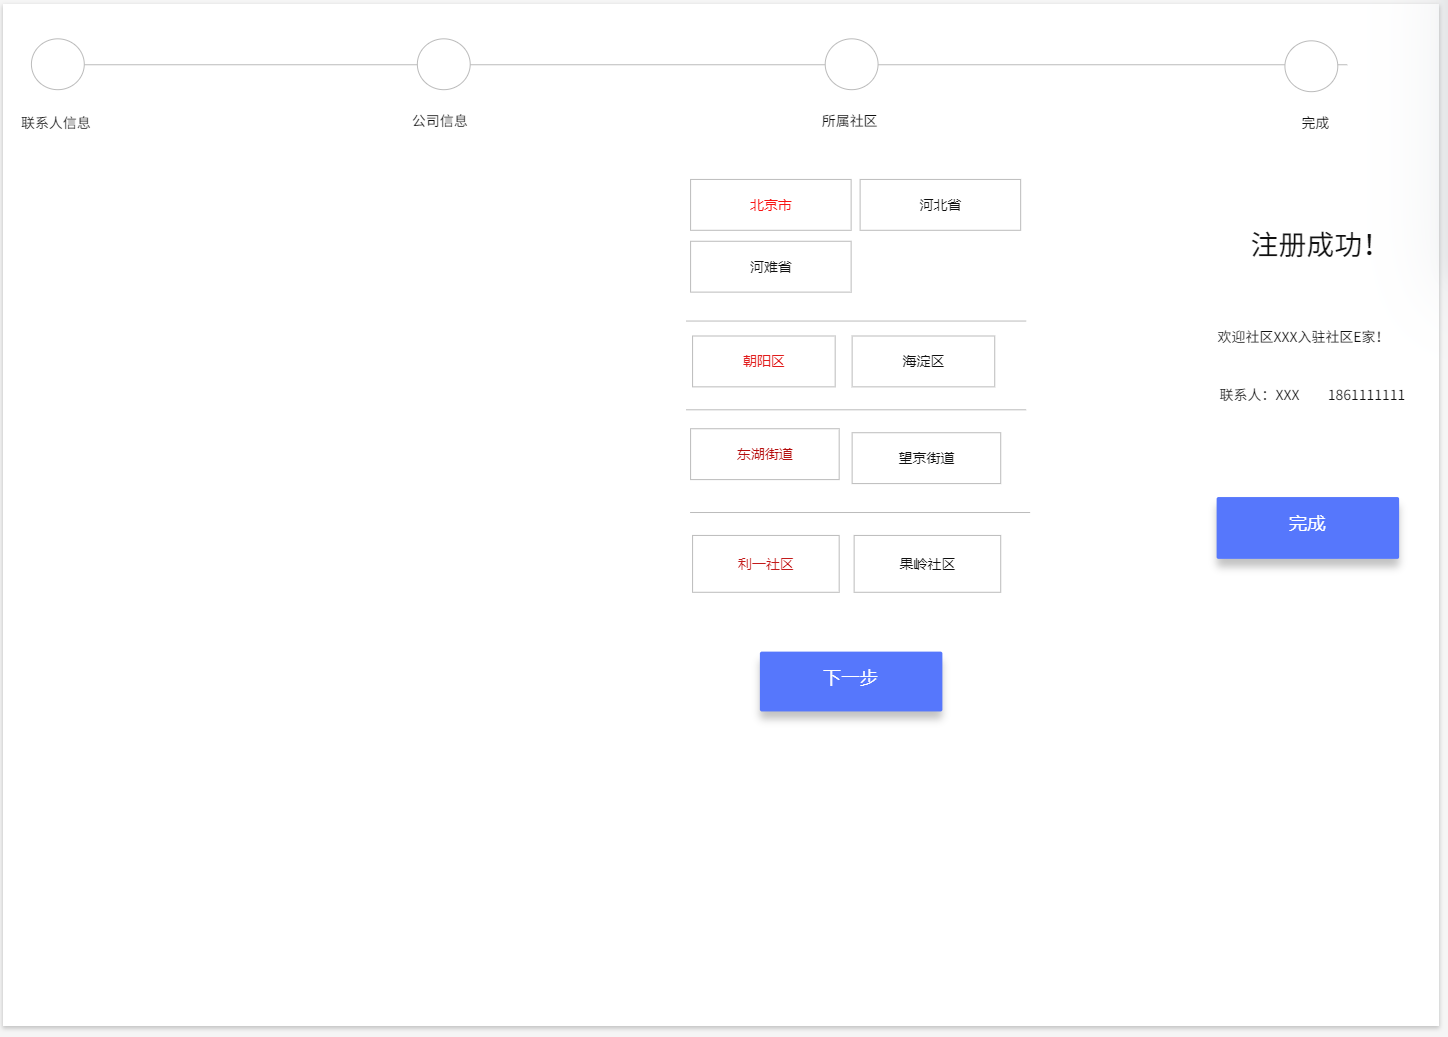 联系人信息
公司信息
所属社区
完成
北京市
河北省
河难省
朝阳区
海淀区
东湖街道
望京街道
利一社区
果岭社区
下一步
注册成功！
欢迎社区XXX入驻社区E家！
联系人：XXX 1861111111
完成